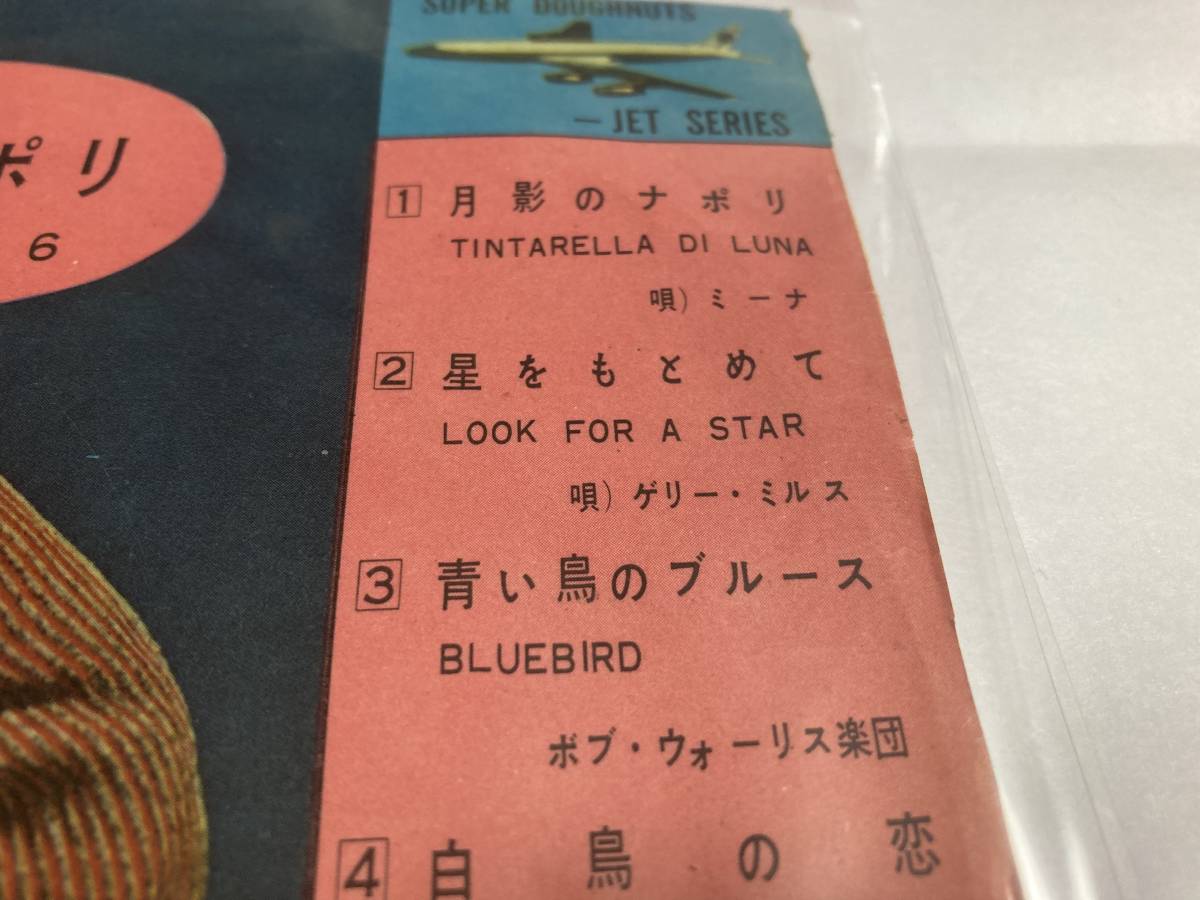 ポリ
6
SUPER DOUGHNUTS
—JET SERIES
1 月影のナポリ
TINTARELLA DI LUNA
唄) ミーナ
2 星をもとめて
LOOK FOR A STAR
唄) ゲリー・ミルス
3 青い鳥のブルース
BLUEBIRD
ボブ・ウォーリス楽団
4 白鳥の恋